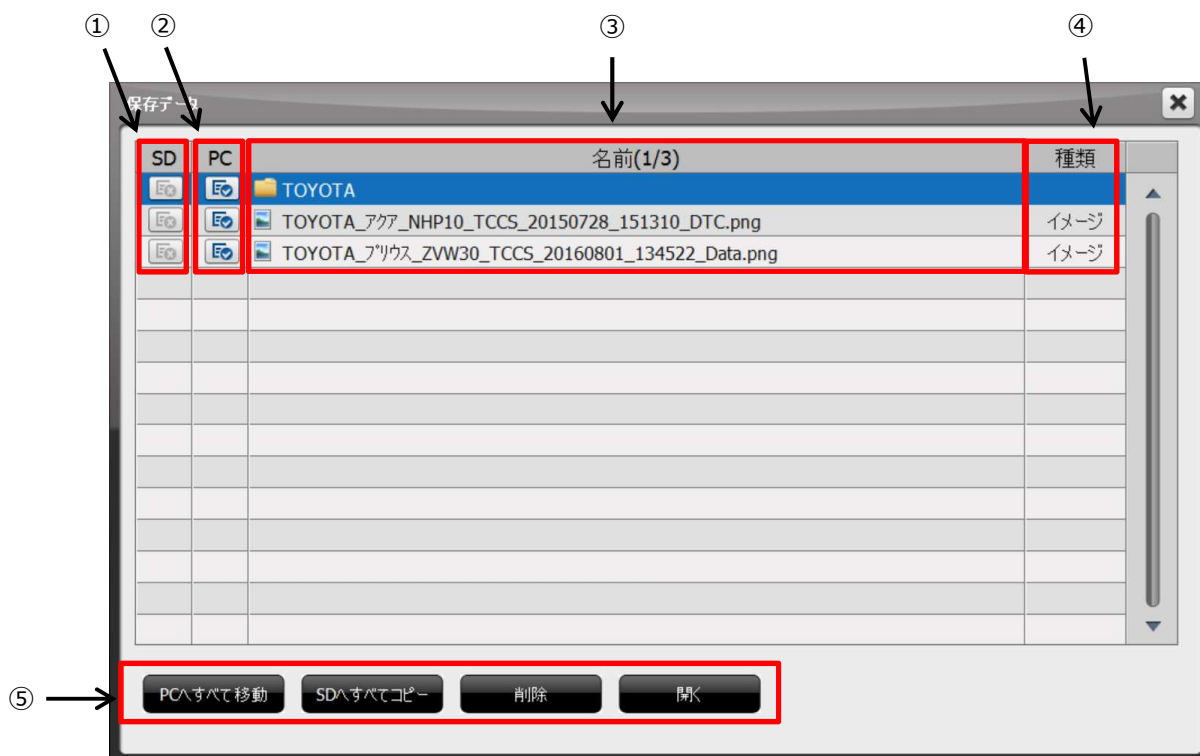 ① ② ③ ④
保存データ
SD PC 名前(1/3) 種類
TOYOTA
TOYOTA_アクア_NHP10_TCCS_20150728_151310_DTC.png イメージ
TOYOTA_プリウス_ZVW30_TCCS_20160801_134522_Data.png イメージ
⑤ PCへすべて移動 SDへすべてコピー 削除 開く